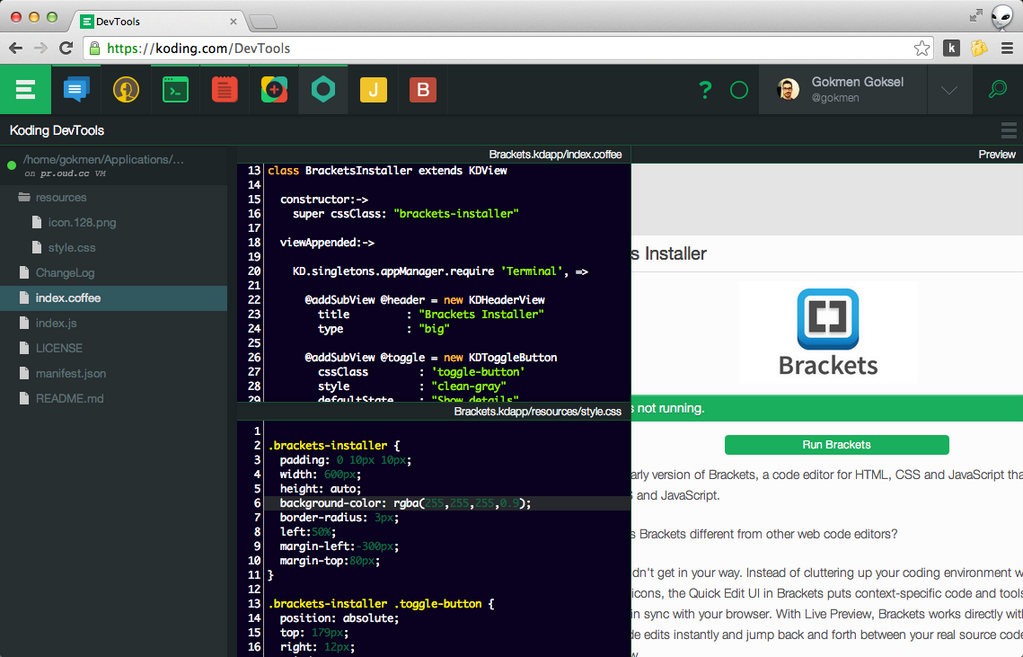 DevTools
https://koding.com/DevTools
k
J
B
?
Gokmen Goksel
@gokmen
Koding DevTools
/home/gokmen/Applications/...
on pr.oud.cc VM
resources
icon.128.png
style.css
ChangeLog
index.coffee
index.js
LICENSE
manifest.json
README.md
Brackets.kdapp/index.coffee
13 class BracketsInstaller extends KDView
14
15 constructor:->
16 super cssClass: "brackets-installer"
17
18 viewAppended:->
19
20 KD.singletons.appManager.require 'Terminal', =>
21
22 @addSubView @header = new KDHeaderView
23 title : "Brackets Installer"
24 type : "big"
25
26 @addSubView @toggle = new KDToggleButton
27 cssClass : 'toggle-button'
28 style : "clean-gray"
29 defaultState : "Show details"
Brackets.kdapp/resources/style.css
1
2 .brackets-installer {
3 padding: 0 10px 10px;
4 width: 600px;
5 height: auto;
6 background-color: rgba(255,255,255,0.9);
7 border-radius: 3px;
8 left:50%;
9 margin-left:-300px;
10 margin-top:80px;
11 }
12
13 .brackets-installer .toggle-button {
14 position: absolute;
15 top: 179px;
16 right: 12px;
Preview
s Installer
Brackets
s not running.
Run Brackets
arly version of Brackets, a code editor for HTML, CSS and JavaScript tha
S and JavaScript.
s Brackets different from other web code editors?
dn't get in your way. Instead of cluttering up your coding environment w
icons, the Quick Edit UI in Brackets puts context-specific code and tools
in sync with your browser. With Live Preview, Brackets works directly wit
de edits instantly and jump back and forth between your real source code